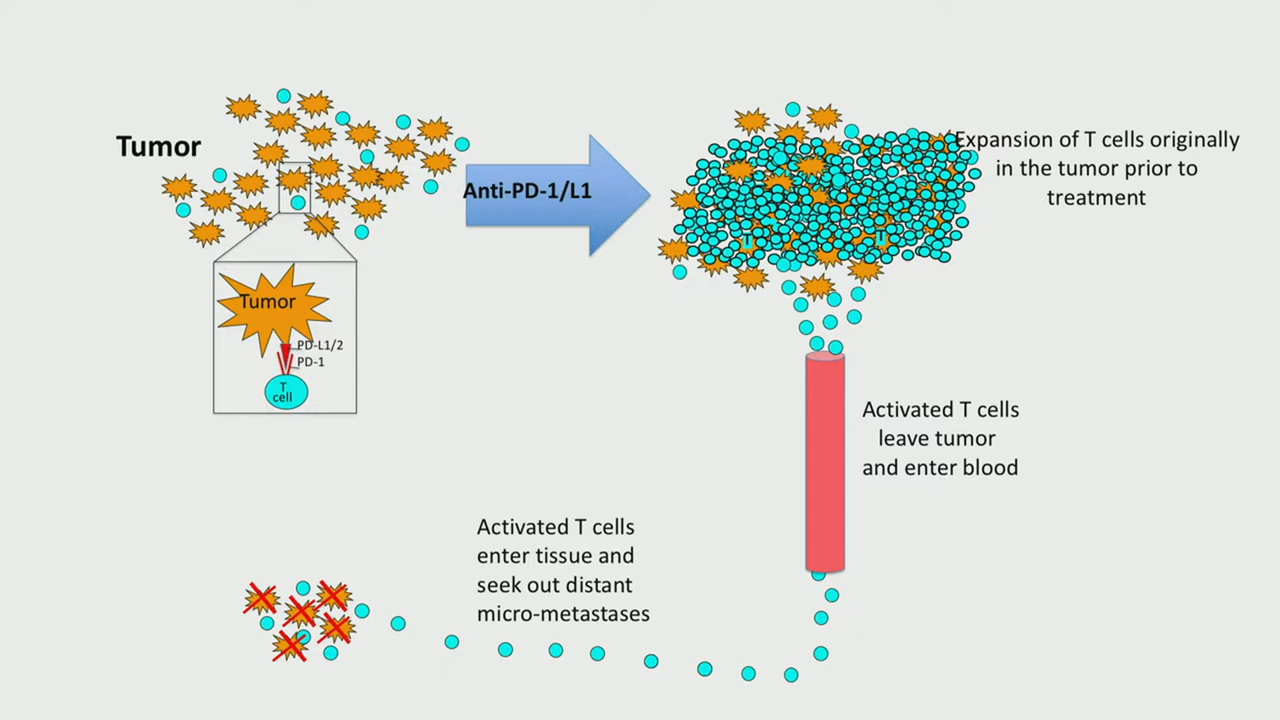 Tumor
Anti-PD-1/L1
Expansion of T cells originally
in the tumor prior to
treatment
Tumor
PD-L1/2
PD-1
T
cell
Activated T cells
leave tumor
and enter blood
Activated T cells
enter tissue and
seek out distant
micro-metastases